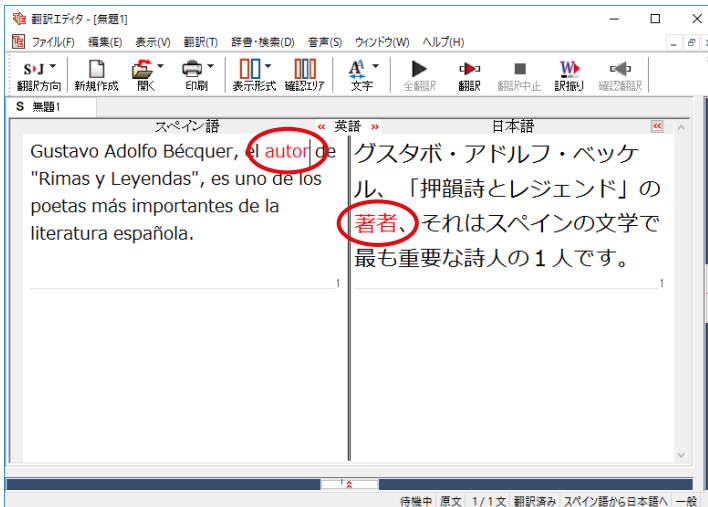 翻訳エディタ - [無題1]
ファイル(F) 編集(E) 表示(V) 翻訳(T) 辞書・検索(D) 音声(S) ウィンドウ(W) ヘルプ(H)
S▸J
翻訳方向 新規作成 開く 印刷 表示形式 確認エリア 文字 全翻訳 翻訳 翻訳中止 訳振り 確認翻訳
S 無題1
スペイン語 « 英語 » 日本語 «
Gustavo Adolfo Bécquer, el autor de
"Rimas y Leyendas", es uno de los
poetas más importantes de la
literatura española.
1
グスタボ・アドルフ・ベッケ
ル、「押韻詩とレジェンド」の
著者、それはスペインの文学で
最も重要な詩人の１人です。
1
待機中 原文 1/1文 翻訳済み スペイン語から日本語へ 一般